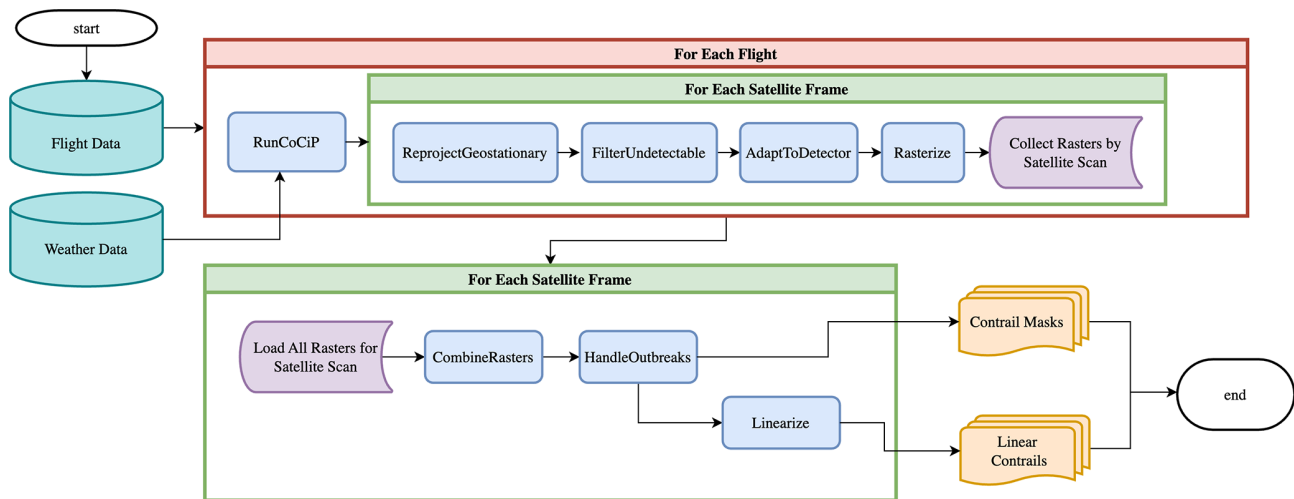 start
For Each Flight
For Each Satellite Frame
Flight Data
RunCoCiP
ReprojectGeostationary
FilterUndetectable
AdaptToDetector
Rasterize
Collect Rasters by
Satellite Scan
Weather Data
For Each Satellite Frame
Load All Rasters for
Satellite Scan
CombineRasters
HandleOutbreaks
Linearize
Contrail Masks
Linear
Contrails
end